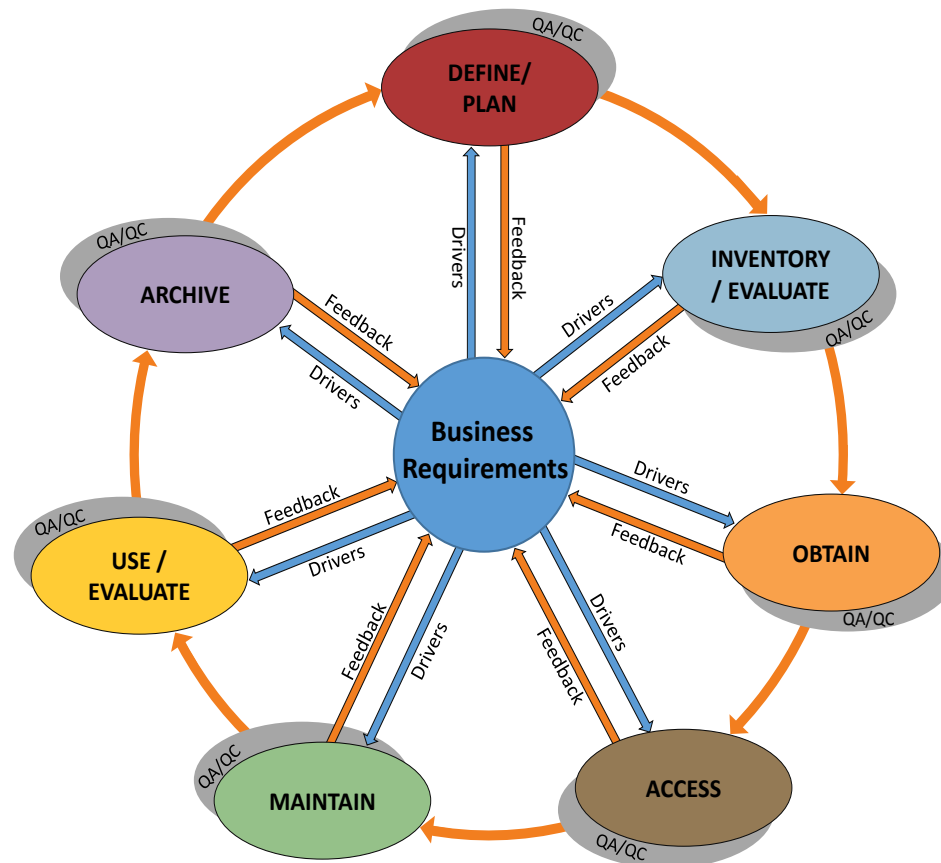 QA/QC
DEFINE/
PLAN
Drivers
Feedback
QA/QC
INVENTORY
/ EVALUATE
QA/QC
Drivers
Feedback
ARCHIVE
Feedback
Drivers
Business
Requirements
Drivers
Feedback
OBTAIN
QA/QC
QA/QC
USE /
EVALUATE
Feedback
Drivers
Feedback
Drivers
Drivers
Feedback
QA/QC
MAINTAIN
ACCESS
QA/QC